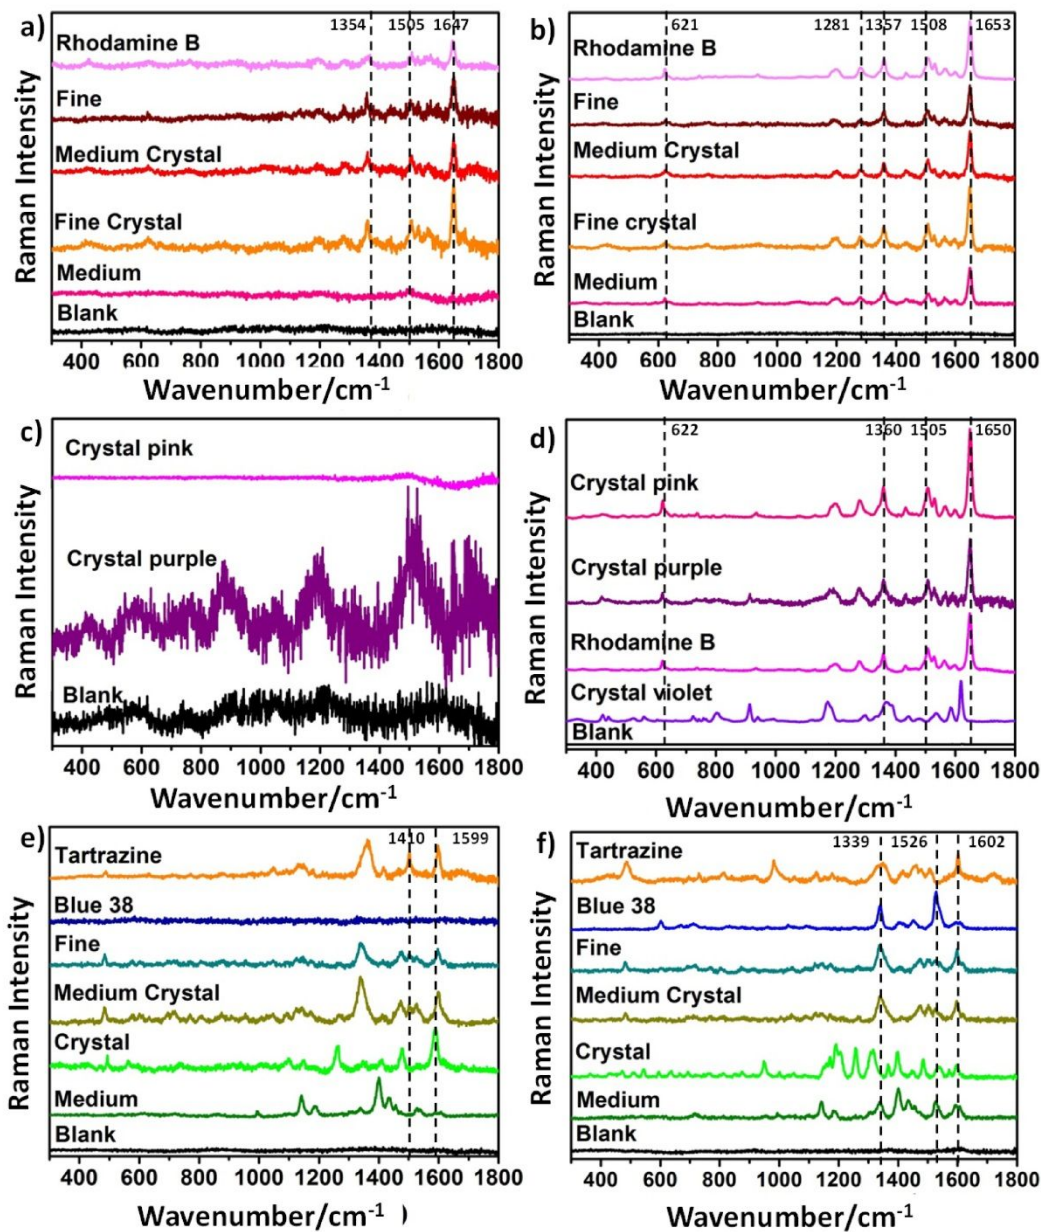 a)
1354 1505 1647
Rhodamine B
Fine
Medium Crystal
Fine Crystal
Medium
Blank
Raman Intensity
400 600 800 1000 1200 1400 1600 1800
Wavenumber/cm-1
b)
621 1281 1357 1508 1653
Rhodamine B
Fine
Medium Crystal
Fine crystal
Medium
Blank
Raman Intensity
400 600 800 1000 1200 1400 1600 1800
Wavenumber/cm-1
c)
Crystal pink
Crystal purple
Blank
Raman Intensity
400 600 800 1000 1200 1400 1600 1800
Wavenumber/cm-1
d)
622 1360 1505 1650
Crystal pink
Crystal purple
Rhodamine B
Crystal violet
Blank
Raman Intensity
400 600 800 1000 1200 1400 1600 1800
Wavenumber/cm-1
e)
1410 1599
Tartrazine
Blue 38
Fine
Medium Crystal
Crystal
Medium
Blank
Raman Intensity
400 600 800 1000 1200 1400 1600 1800
Wavenumber/cm-1 )
f)
1339 1526 1602
Tartrazine
Blue 38
Fine
Medium Crystal
Crystal
Medium
Blank
Raman Intensity
400 600 800 1000 1200 1400 1600 1800
Wavenumber/cm-1